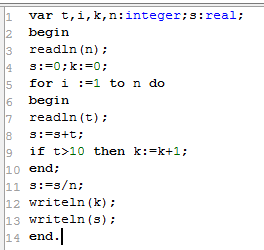 1 var t,i,k,n:integer;s:real;
2 begin
3 readln(n);
4 s:=0;k:=0;
5 for i :=1 to n do
6 begin
7 readln(t);
8 s:=s+t;
9 if t>10 then k:=k+1;
10 end;
11 s:=s/n;
12 writeln(k);
13 writeln(s);
14 end.